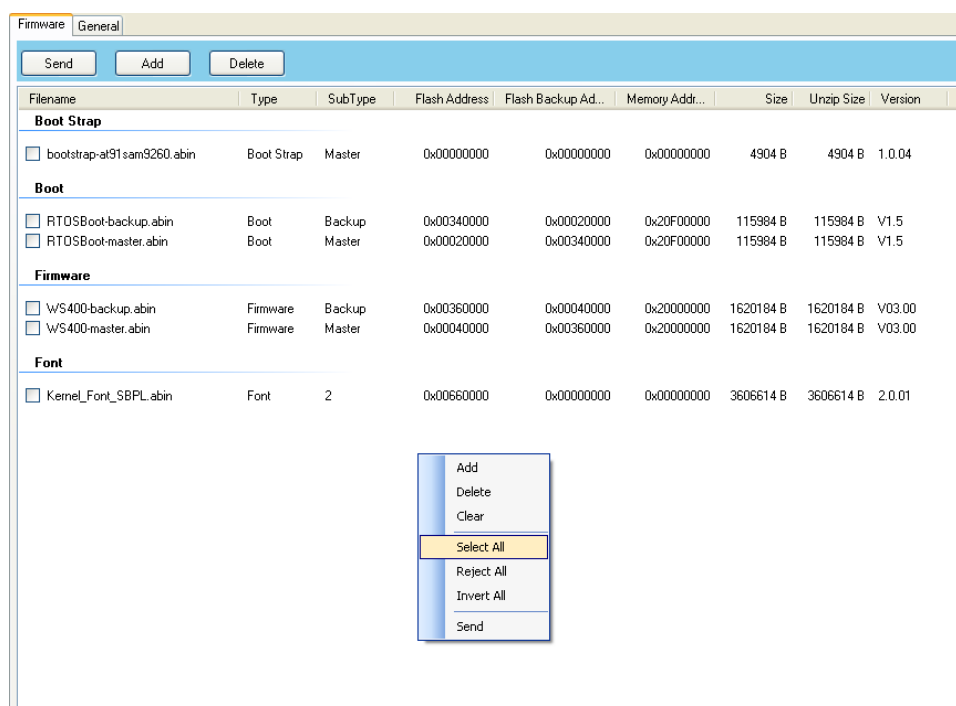 Firmware General
Send Add Delete
Filename Type SubType Flash Address Flash Backup Ad... Memory Addr... Size Unzip Size Version
Boot Strap
bootstrap-at91sam9260.abin Boot Strap Master 0x00000000 0x00000000 0x00000000 4904 B 4904 B 1.0.04
Boot
RTOSBoot-backup.abin Boot Backup 0x00340000 0x00020000 0x20F00000 115984 B 115984 B V1.5
RTOSBoot-master.abin Boot Master 0x00020000 0x00340000 0x20F00000 115984 B 115984 B V1.5
Firmware
WS400-backup.abin Firmware Backup 0x00360000 0x00040000 0x20000000 1620184 B 1620184 B V03.00
WS400-master.abin Firmware Master 0x00040000 0x00360000 0x20000000 1620184 B 1620184 B V03.00
Font
Kernel_Font_SBPL.abin Font 2 0x00660000 0x00000000 0x00000000 3606614 B 3606614 B 2.0.01
Add
Delete
Clear
Select All
Reject All
Invert All
Send